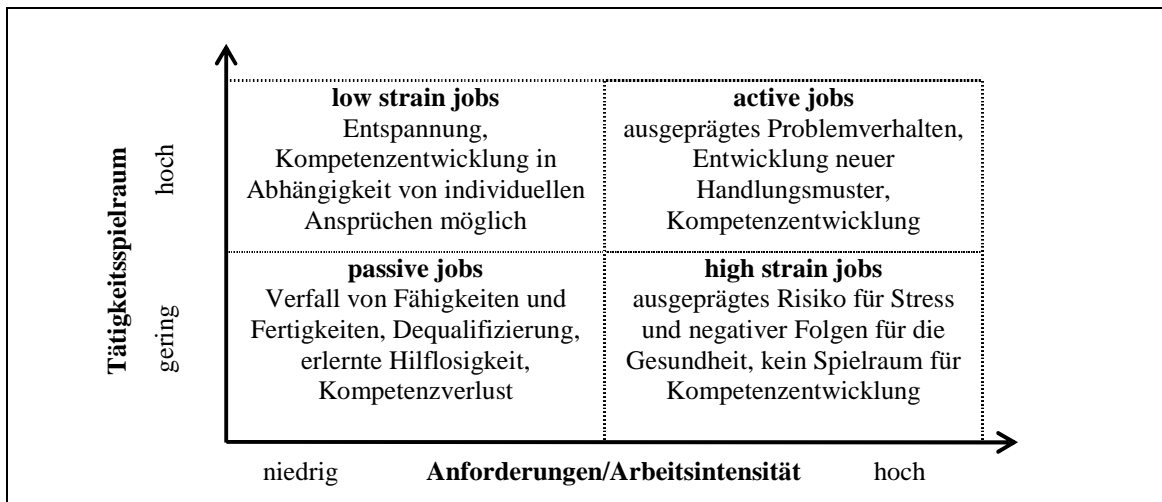 low strain jobs
Entspannung,
Kompetenzentwicklung in
Abhängigkeit von individuellen
Ansprüchen möglich
active jobs
ausgeprägtes Problemverhalten,
Entwicklung neuer
Handlungsmuster,
Kompetenzentwicklung
passive jobs
Verfall von Fähigkeiten und
Fertigkeiten, Dequalifizierung,
erlernte Hilflosigkeit,
Kompetenzverlust
high strain jobs
ausgeprägtes Risiko für Stress
und negativer Folgen für die
Gesundheit, kein Spielraum für
Kompetenzentwicklung
Tätigkeitsspielraum
hoch
gering
niedrig Anforderungen/Arbeitsintensität hoch